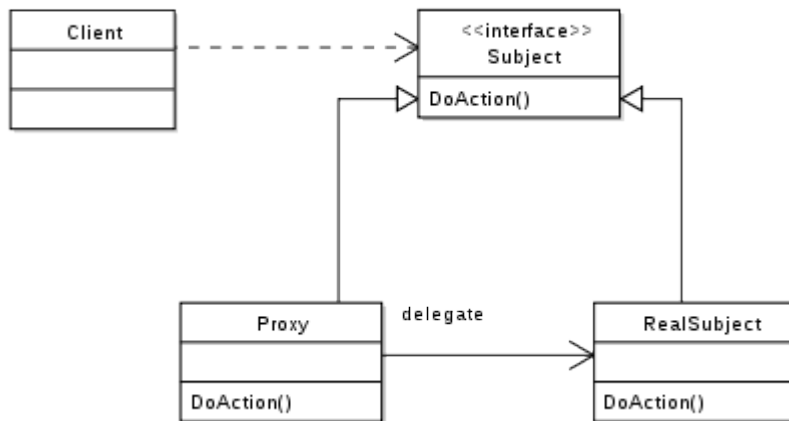 Client
<<interface>>
Subject
DoAction()
Proxy
delegate
RealSubject
DoAction()
DoAction()